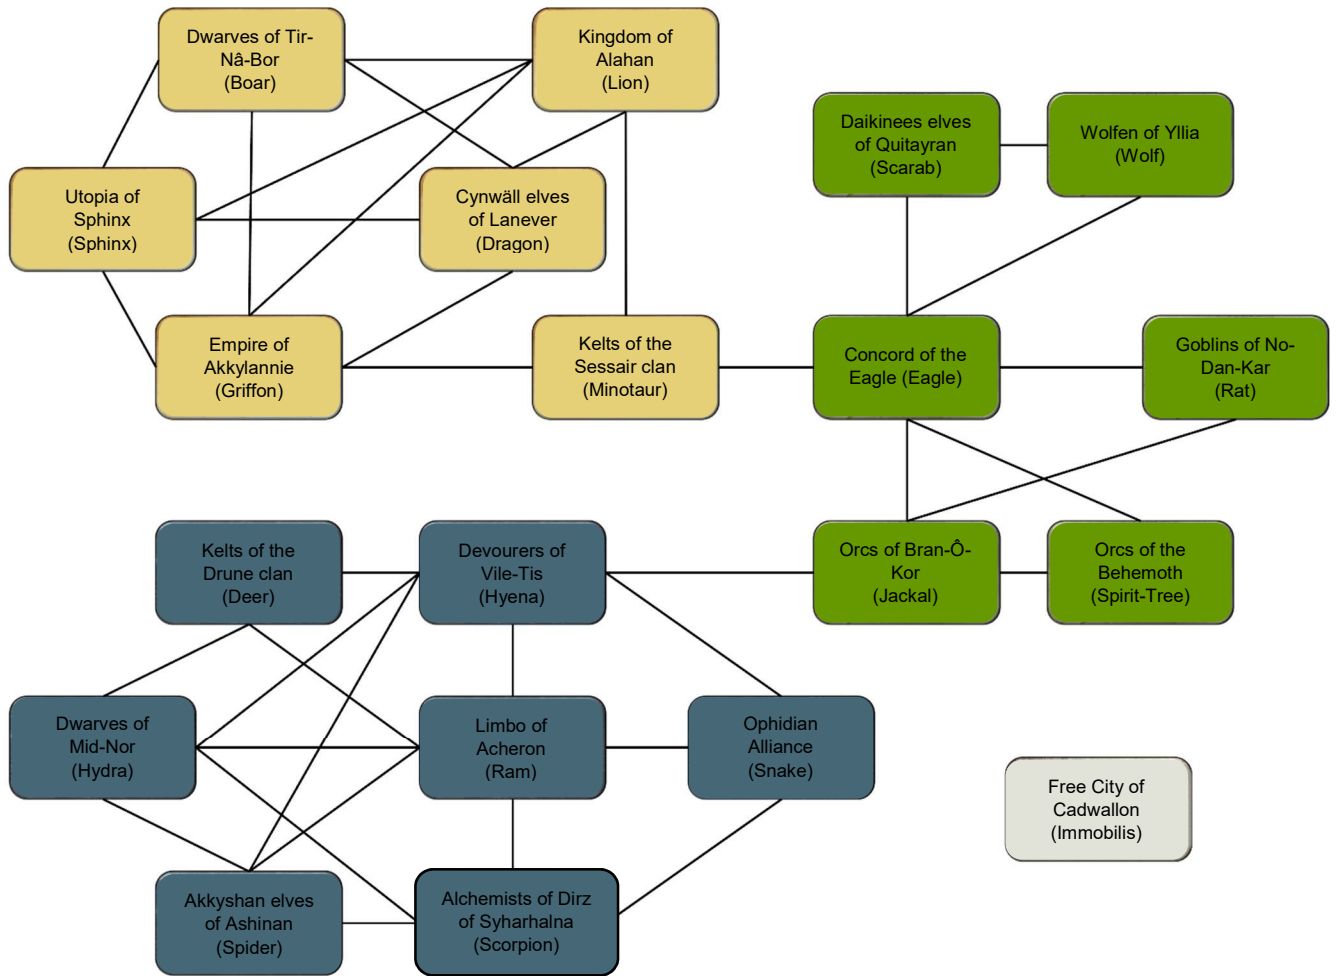 Dwarves of Tir-
Nâ-Bor
(Boar)
Kingdom of
Alahan
(Lion)
Daikinees elves
of Quitayran
(Scarab)
Wolfen of Yllia
(Wolf)
Utopia of
Sphinx
(Sphinx)
Cynwäll elves
of Lanever
(Dragon)
Empire of
Akkylannie
(Griffon)
Kelts of the
Sessair clan
(Minotaur)
Concord of the
Eagle (Eagle)
Goblins of No-
Dan-Kar
(Rat)
Kelts of the
Drune clan
(Deer)
Devourers of
Vile-Tis
(Hyena)
Orcs of Bran-Ô-
Kor
(Jackal)
Orcs of the
Behemoth
(Spirit-Tree)
Dwarves of
Mid-Nor
(Hydra)
Limbo of
Acheron
(Ram)
Ophidian
Alliance
(Snake)
Free City of
Cadwallon
(Immobilis)
Akkyshan elves
of Ashinan
(Spider)
Alchemists of Dirz
of Syharhalna
(Scorpion)